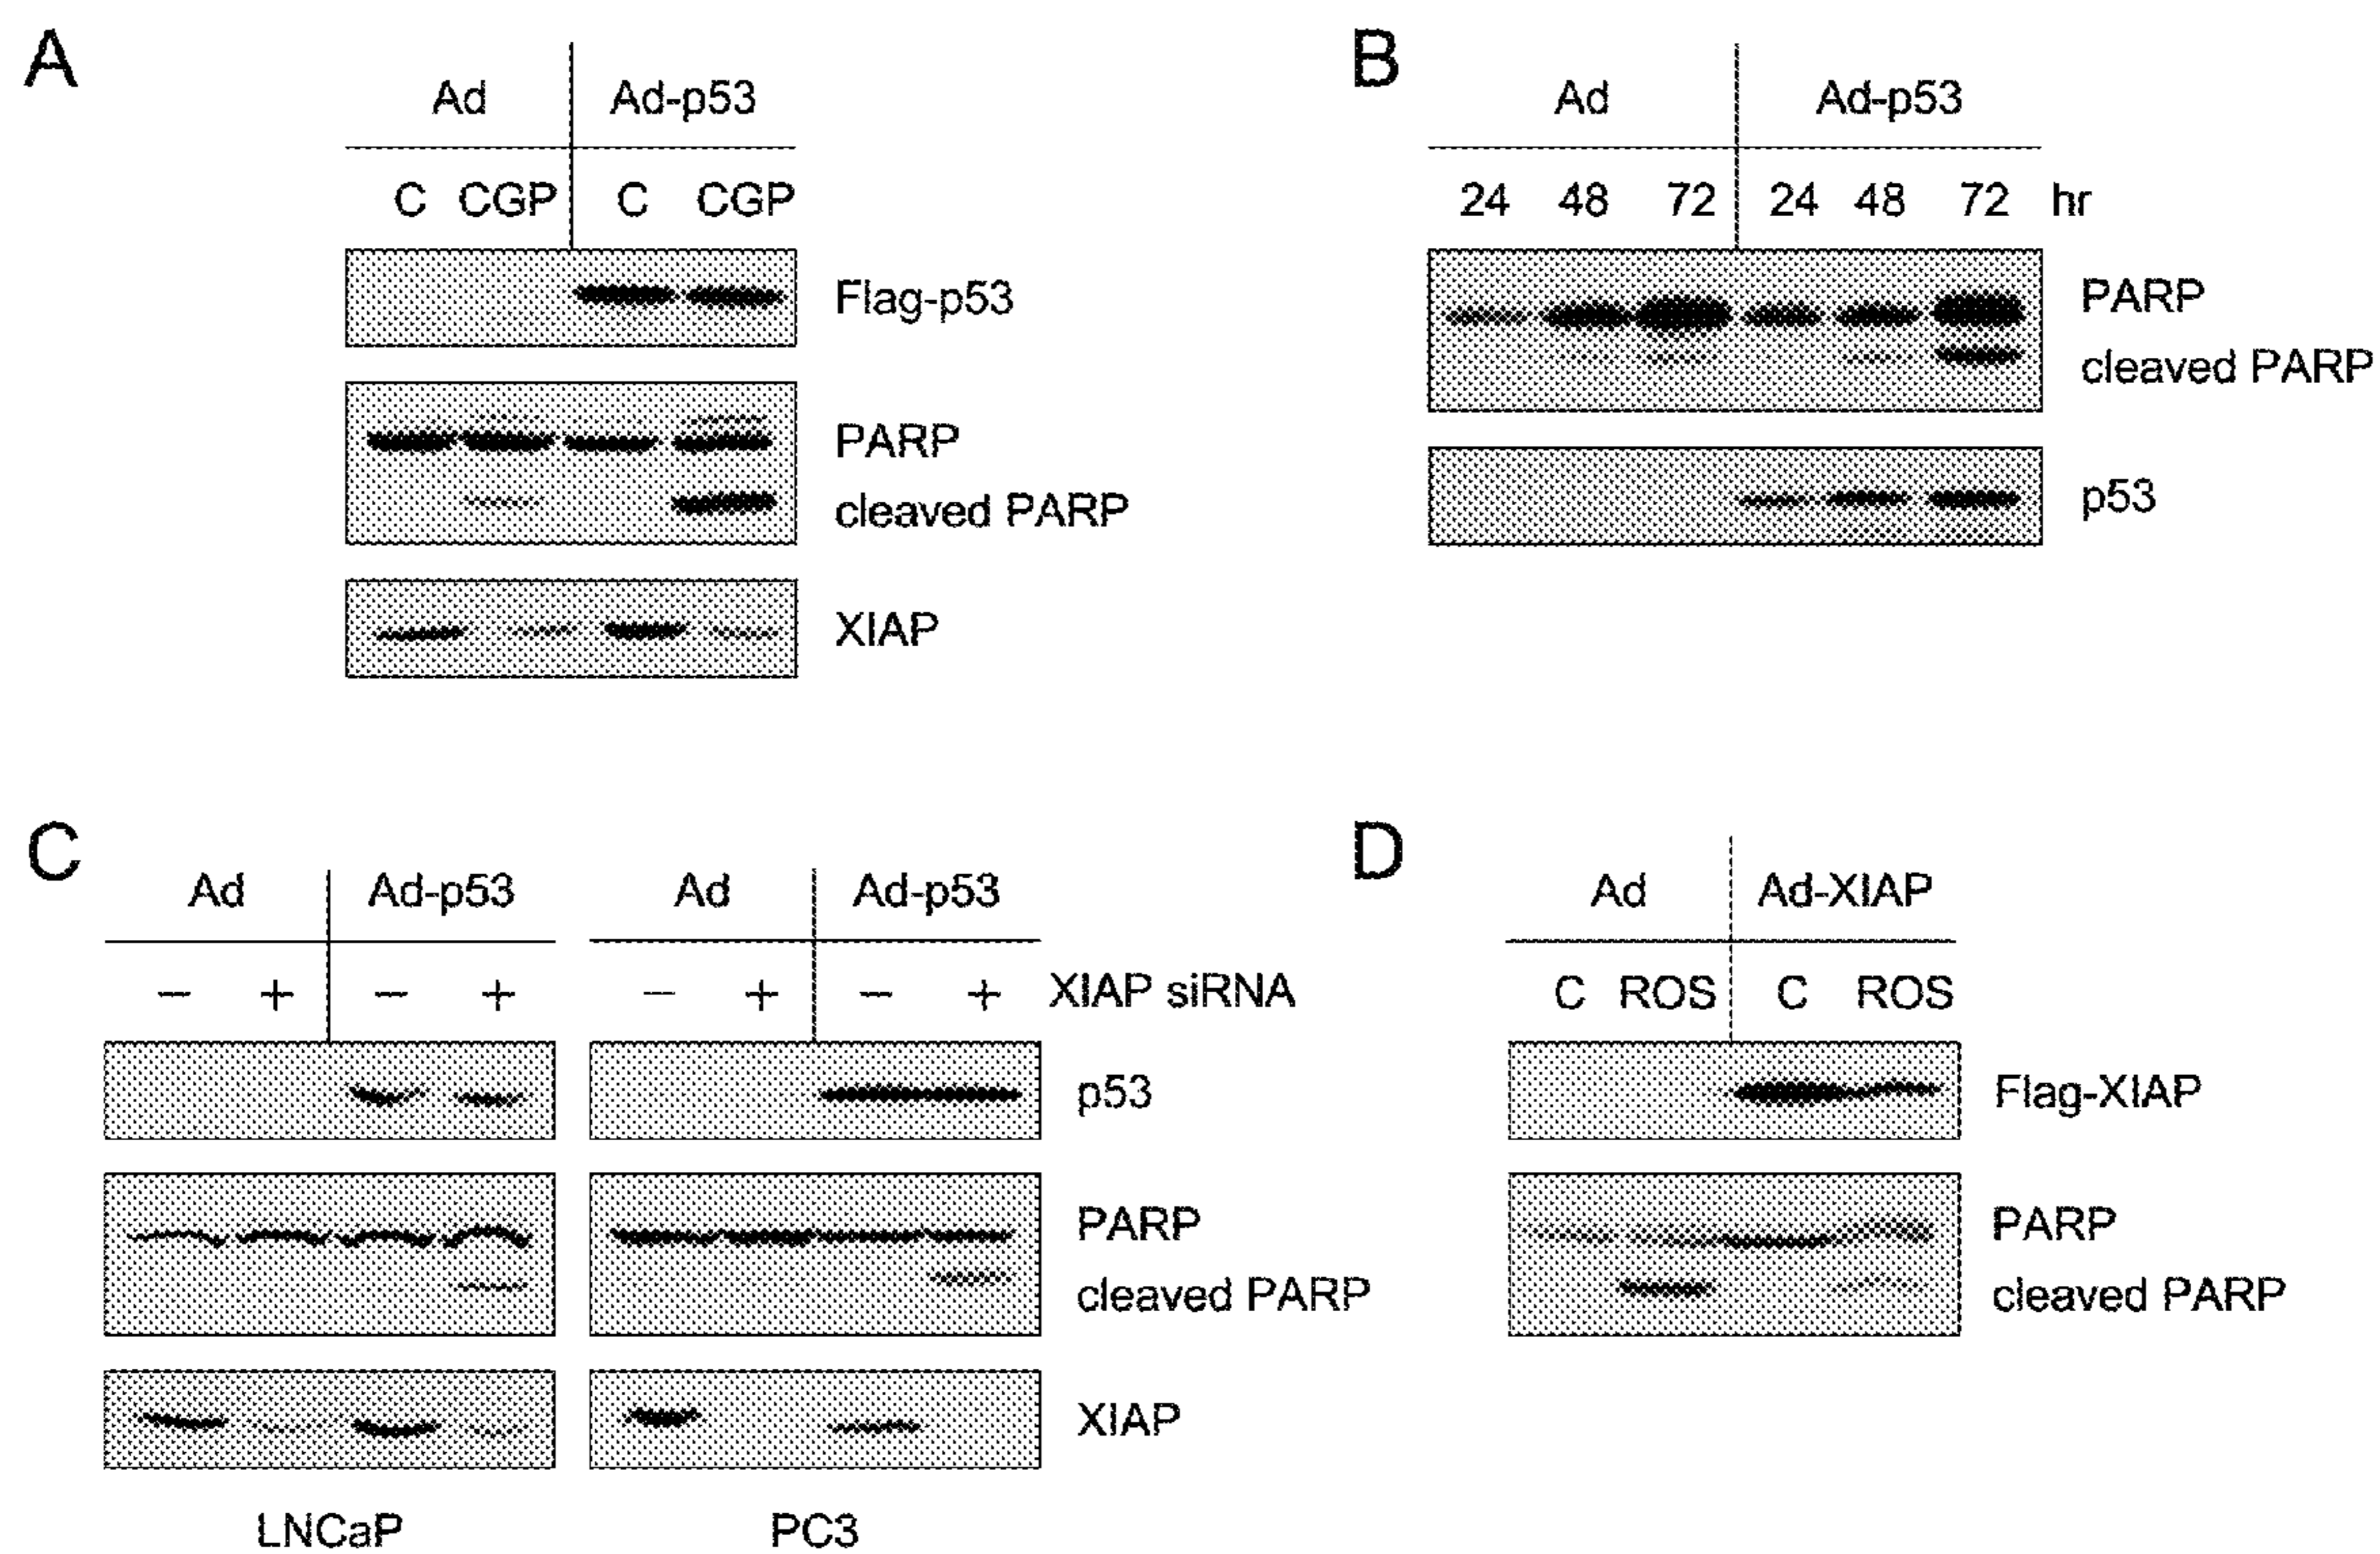 A
Ad Ad-p53
C CGP C CGP
Flag-p53
PARP
cleaved PARP
XIAP
B
Ad Ad-p53
24 48 72 24 48 72 hr
PARP
cleaved PARP
p53
C
Ad Ad-p53 Ad Ad-p53
− + − + − + − + XIAP siRNA
p53
PARP
cleaved PARP
XIAP
LNCaP PC3
D
Ad Ad-XIAP
C ROS C ROS
Flag-XIAP
PARP
cleaved PARP